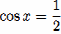 cos x = 1/2